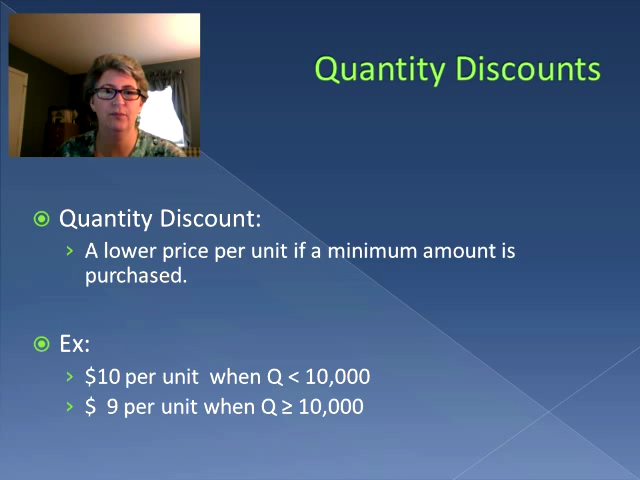 Quantity Discounts
Quantity Discount:
A lower price per unit if a minimum amount is
purchased.
Ex:
$10 per unit  when Q < 10,000
$  9 per unit when Q ≥ 10,000